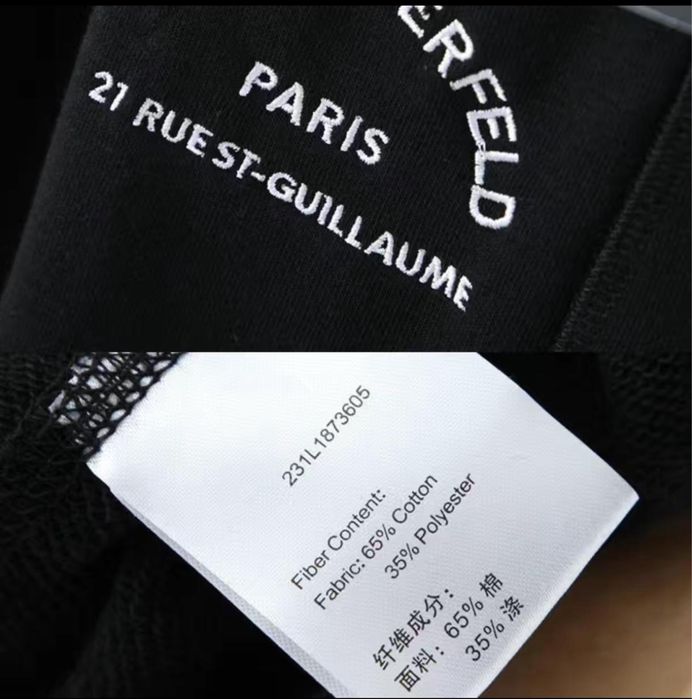 ERFELD
PARIS
21 RUE ST-GUILLAUME
231L1873605
Fiber Content:
Fabric: 65% Cotton
35% Polyester
纤维成分：
面料：65% 棉
35% 涤